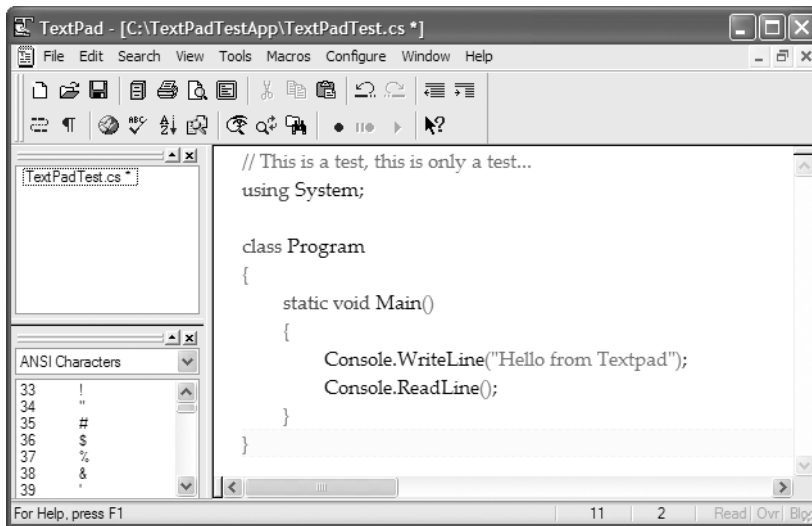 TextPad - [C:\TextPadTestApp\TextPadTest.cs *]
File Edit Search View Tools Macros Configure Window Help
TextPadTest.cs *
ANSI Characters
33 !
34 "
35 #
36 $
37 %
38 &
39 '
// This is a test, this is only a test...
using System;
class Program
{
static void Main()
{
Console.WriteLine("Hello from Textpad");
Console.ReadLine();
}
}
For Help, press F1 11 2 Read Ovr